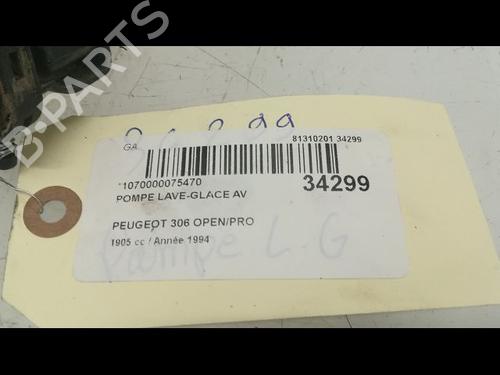 B-PARTS
GA
81310201 34299
*1070000075470
34299
POMPE LAVE-GLACE AV
PEUGEOT 306 OPEN/PRO
1905 cc / Année 1994
Pompe L.G